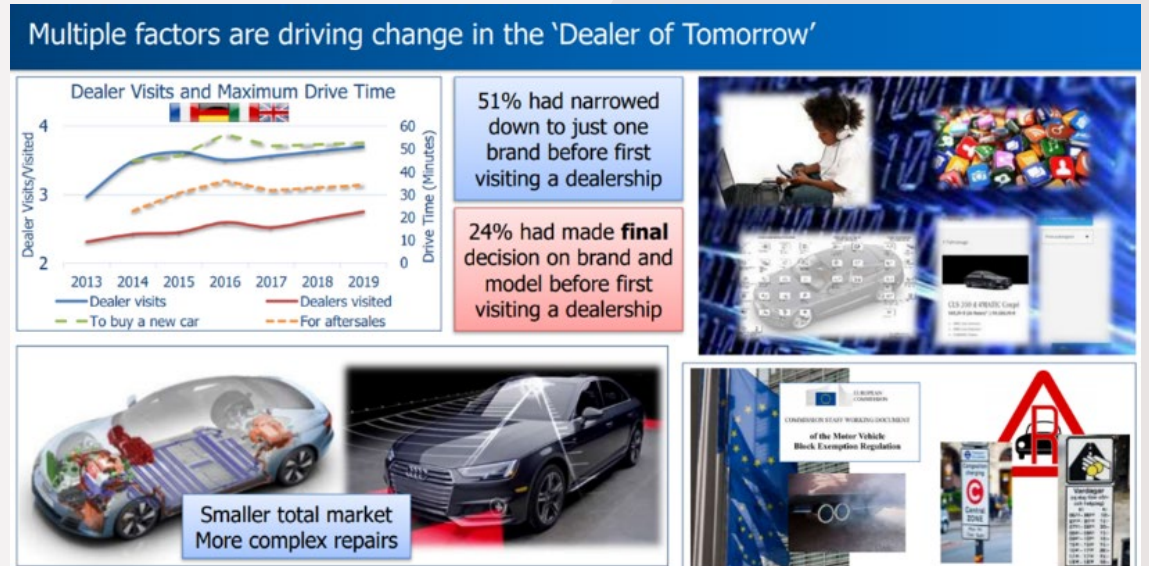 Multiple factors are driving change in the ‘Dealer of Tomorrow’
Dealer Visits and Maximum Drive Time
Dealer Visits/Visited
4
3
2
60
50
40
30
20
10
0
Drive Time (Minutes)
2013 2014 2015 2016 2017 2018 2019
Dealer visits
Dealers visited
To buy a new car
For aftersales
51% had narrowed
down to just one
brand before first
visiting a dealership
24% had made final
decision on brand and
model before first
visiting a dealership
Smaller total market
More complex repairs
EUROPEAN
COMMISSION
COMMISSION STAFF WORKING DOCUMENT
of the Motor Vehicle
Block Exemption Regulation
Congestion
charging
C
Central
ZONE
Vardagar